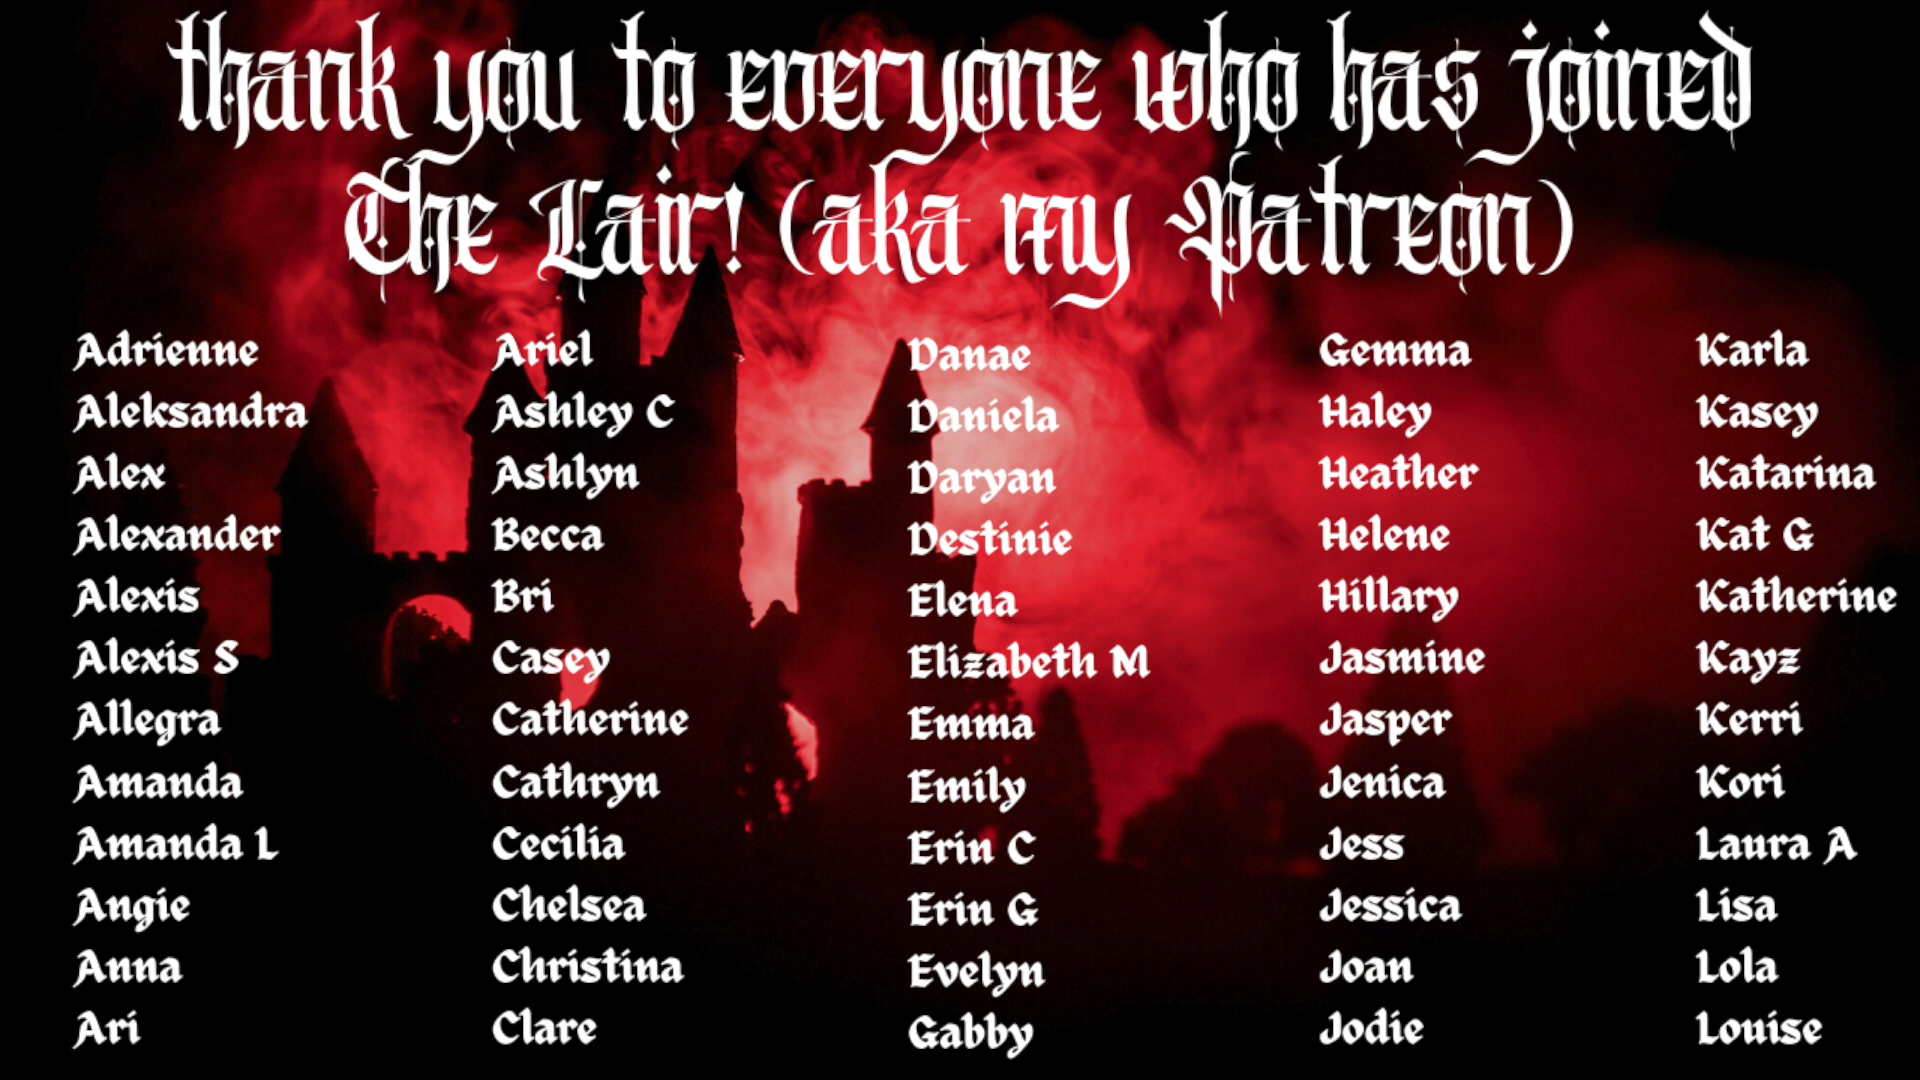 thank you to everyone who has joined
The Lair! (aka my Patreon)
Adrienne
Aleksandra
Alex
Alexander
Alexis
Alexis S
Allegra
Amanda
Amanda L
Angie
Anna
Ari
Ariel
Ashley C
Ashlyn
Becca
Bri
Casey
Catherine
Cathryn
Cecilia
Chelsea
Christina
Clare
Danae
Daniela
Daryan
Destinie
Elena
Elizabeth M
Emma
Emily
Erin C
Erin G
Evelyn
Gabby
Gemma
Haley
Heather
Helene
Hillary
Jasmine
Jasper
Jenica
Jess
Jessica
Joan
Jodie
Karla
Kasey
Katarina
Kat G
Katherine
Kayz
Kerri
Kori
Laura A
Lisa
Lola
Louise